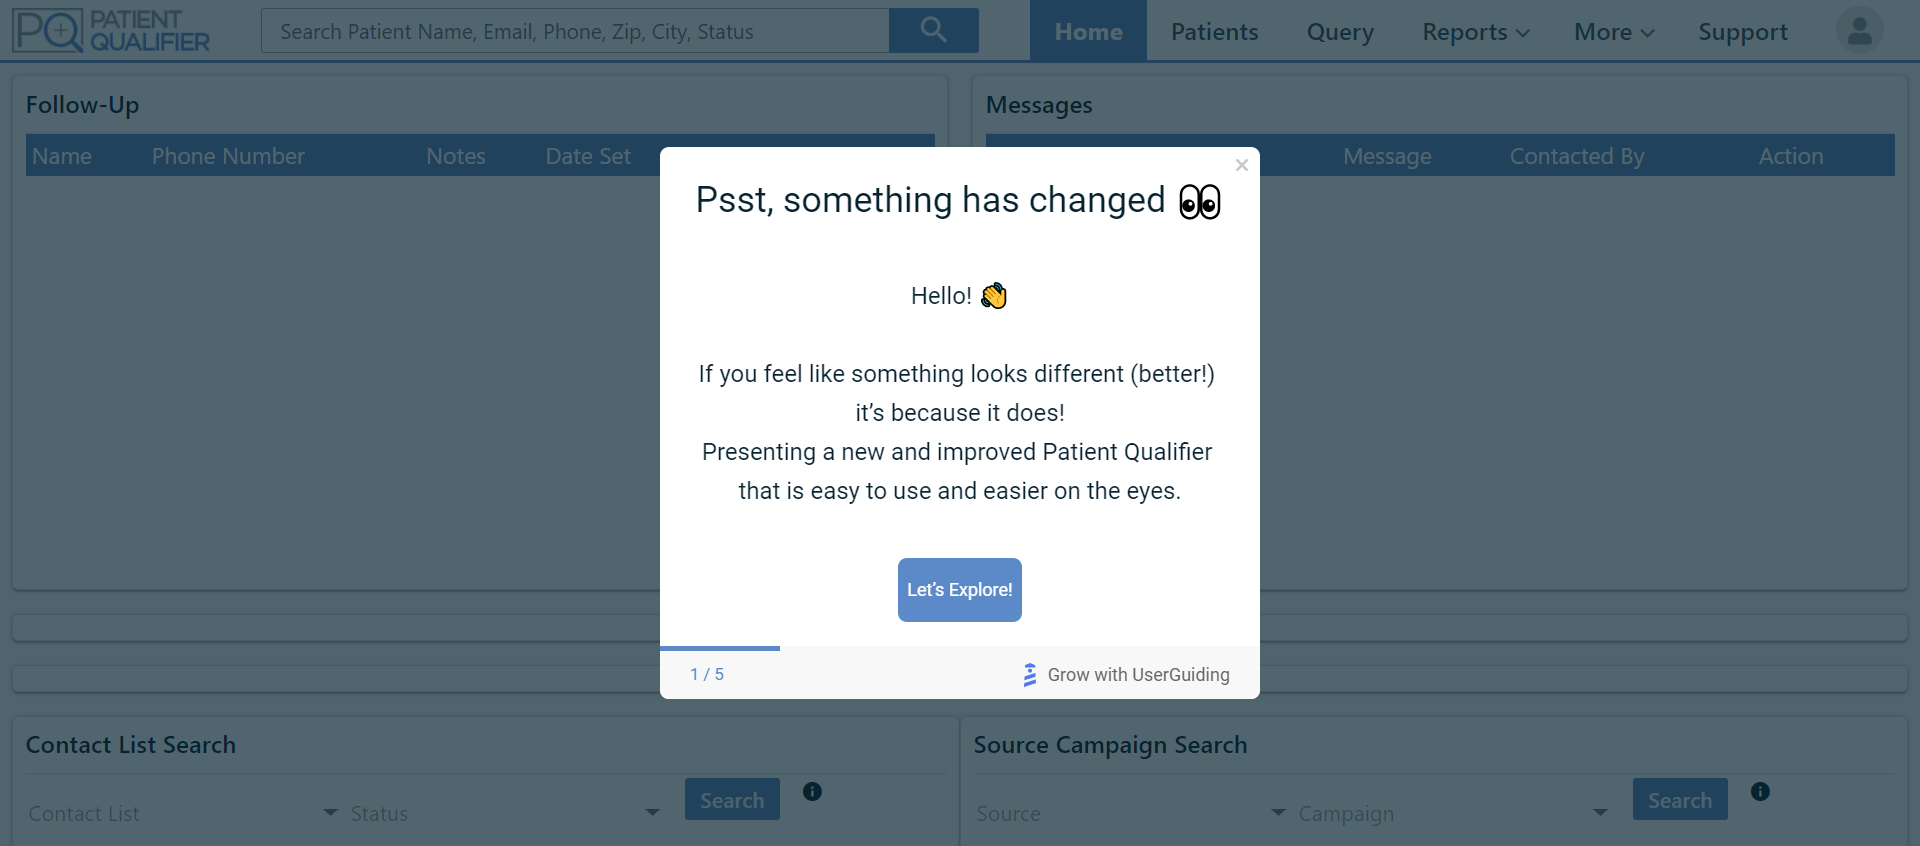 PQ PATIENT QUALIFIER
Search Patient Name, Email, Phone, Zip, City, Status
Home Patients Query Reports More Support
Follow-Up
Name Phone Number Notes Date Set
Messages
Message Contacted By Action
Psst, something has changed 👀
Hello! 👋
If you feel like something looks different (better!)
it’s because it does!
Presenting a new and improved Patient Qualifier
that is easy to use and easier on the eyes.
Let’s Explore!
1 / 5
Grow with UserGuiding
Contact List Search
Contact List Status Search
Source Campaign Search
Source Campaign Search